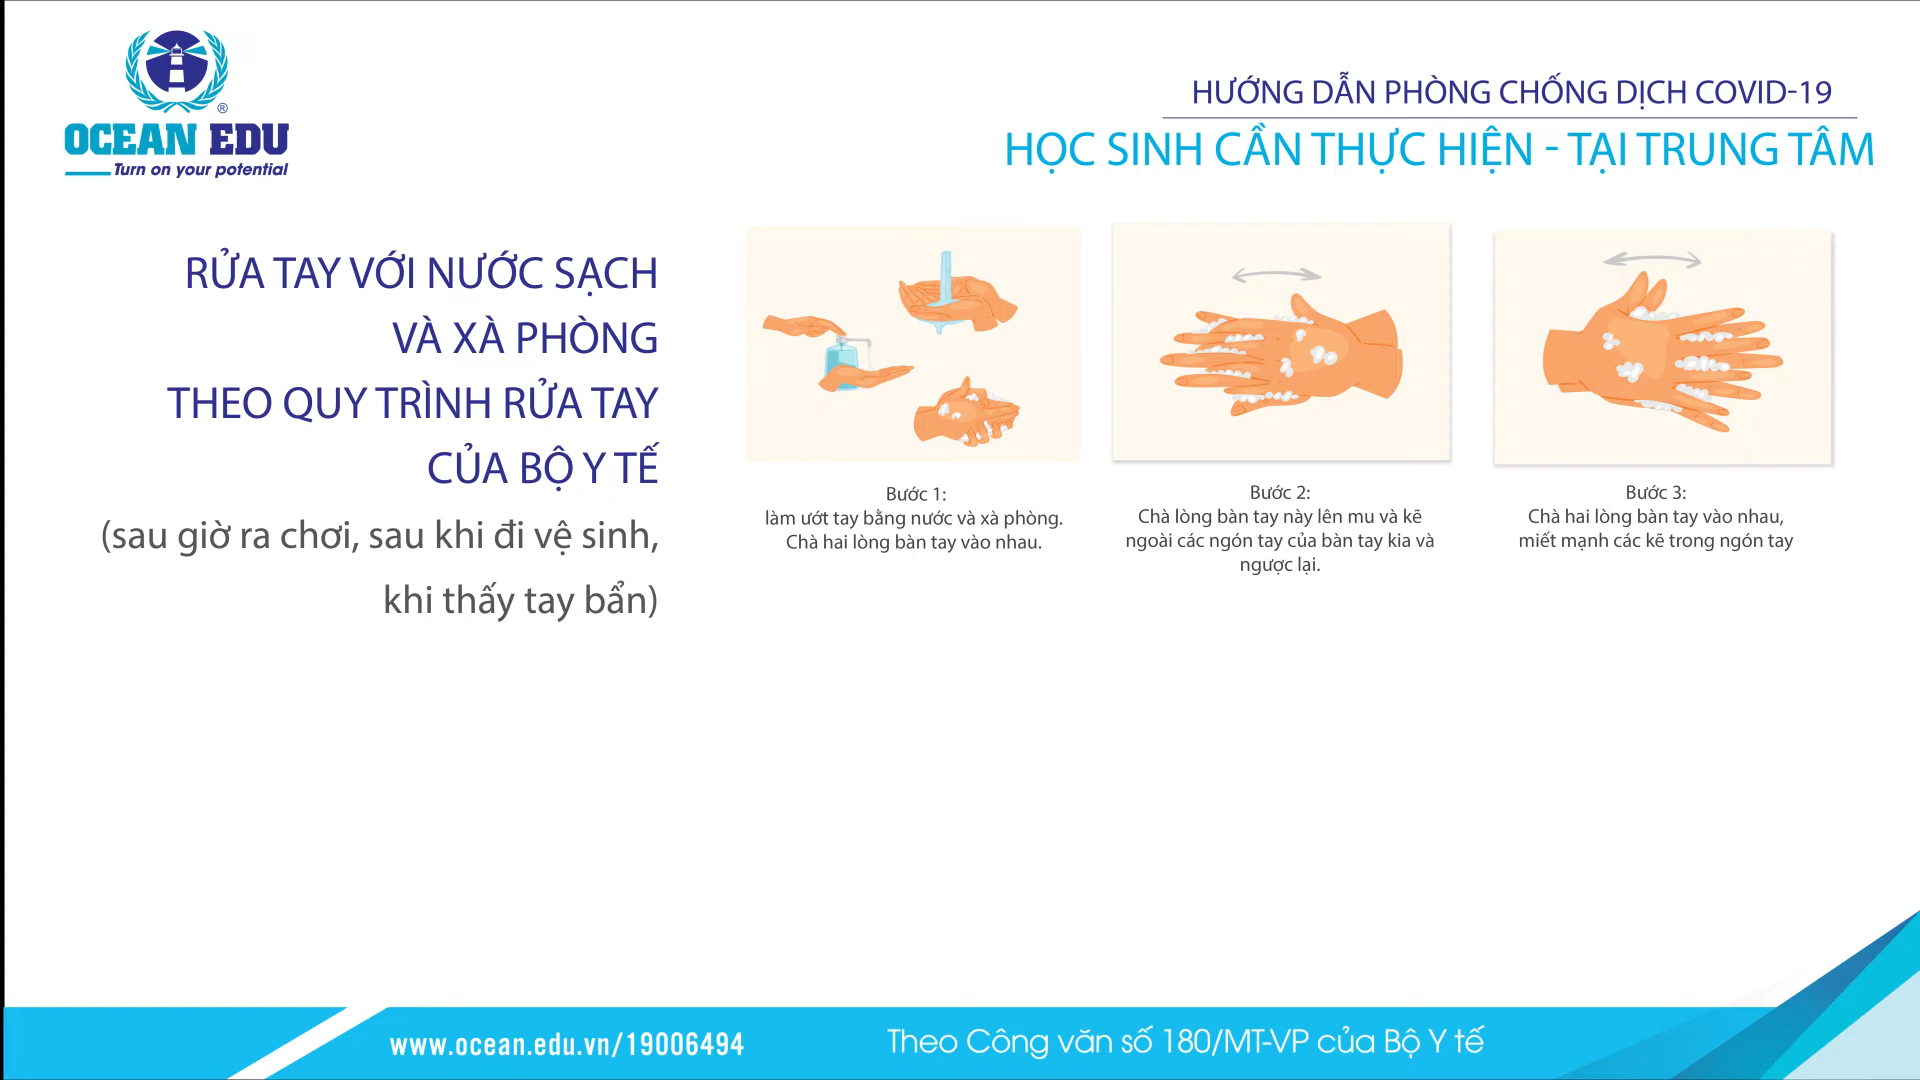 OCEAN EDU
®
Turn on your potential
HƯỚNG DẪN PHÒNG CHỐNG DỊCH COVID-19
HỌC SINH CẦN THỰC HIỆN - TẠI TRUNG TÂM
RỬA TAY VỚI NƯỚC SẠCH
VÀ XÀ PHÒNG
THEO QUY TRÌNH RỬA TAY
CỦA BỘ Y TẾ
(sau giờ ra chơi, sau khi đi vệ sinh,
khi thấy tay bẩn)
Bước 1:
làm ướt tay bằng nước và xà phòng.
Chà hai lòng bàn tay vào nhau.
Bước 2:
Chà lòng bàn tay này lên mu và kẽ
ngoài các ngón tay của bàn tay kia và
ngược lại.
Bước 3:
Chà hai lòng bàn tay vào nhau,
miết mạnh các kẽ trong ngón tay
www.ocean.edu.vn/19006494
Theo Công văn số 180/MT-VP của Bộ Y tế